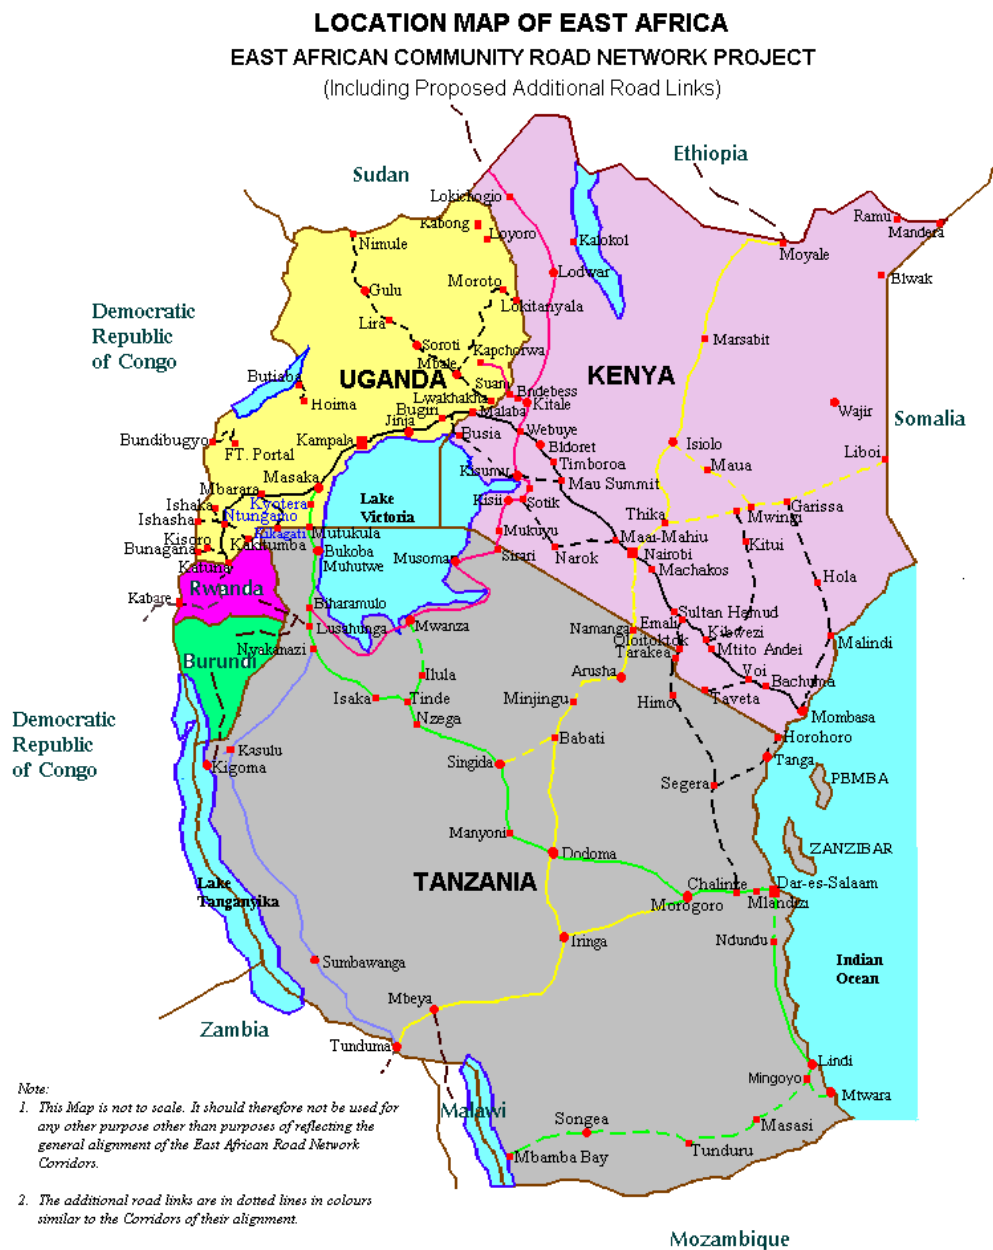 LOCATION MAP OF EAST AFRICA
EAST AFRICAN COMMUNITY ROAD NETWORK PROJECT
(Including Proposed Additional Road Links)
Ethiopia
Sudan
Lokichogio
Kabong
Loyoro
Ramu
Mandera
Nimule
Kalokol
Moyale
Lodwar
Elwak
Moroto
Gulu
Lokitanyala
Democratic
Republic
of Congo
Lira
Soroti
Marsabit
Kapchorwa
Mbale
UGANDA
KENYA
Butiaba
Suam
Endebess
Hoima
Lwakhakha
Kitale
Bugiri
Malaba
Wajir
Somalia
Jinja
Webuye
Bundibugyo
Kampala
Busia
Eldoret
Isiolo
FT. Portal
Timboroa
Liboi
Masaka
Kisumu
Maua
Mbarara
Mau Summit
Lake
Victoria
Ishaka
Kyotera
Kisii
Sotik
Garissa
Ntungamo
Thika
Mwingi
Ishasha
Kikagati
Mutukula
Mukuyu
Maai-Mahiu
Kisoro
Kakitumba
Kitui
Bunagana
Bukoba
Sirari
Narok
Nairobi
Katuna
Muhutwe
Musoma
Machakos
Rwanda
Hola
Kabare
Biharamulo
Sultan Hamud
Lusahunga
Mwanza
Namanga
Emali
Kibwezi
Malindi
Oloitoktok
Nyakanazi
Tarakea
Mtito Andei
Burundi
Ilula
Arusha
Voi
Bachuma
Isaka
Tinde
Minjingu
Himo
Taveta
Democratic
Republic
of Congo
Nzega
Mombasa
Kasulu
Babati
Horohoro
Kigoma
Singida
Tanga
Segera
PEMBA
Manyoni
ZANZIBAR
Dodoma
TANZANIA
Lake
Tanganyika
Chalinze
Dar-es-Salaam
Morogoro
Mlandizi
Iringa
Ndundu
Sumbawanga
Indian
Ocean
Mbeya
Zambia
Tunduma
Lindi
Mingoyo
Mtwara
Malawi
Songea
Masasi
Mbamba Bay
Tunduru
Note:
1. This Map is not to scale. It should therefore not be used for
any other purpose other than purposes of reflecting the
general alignment of the East African Road Network
Corridors.
2. The additional road links are in dotted lines in colours
similar to the Corridors of their alignment.
Mozambique